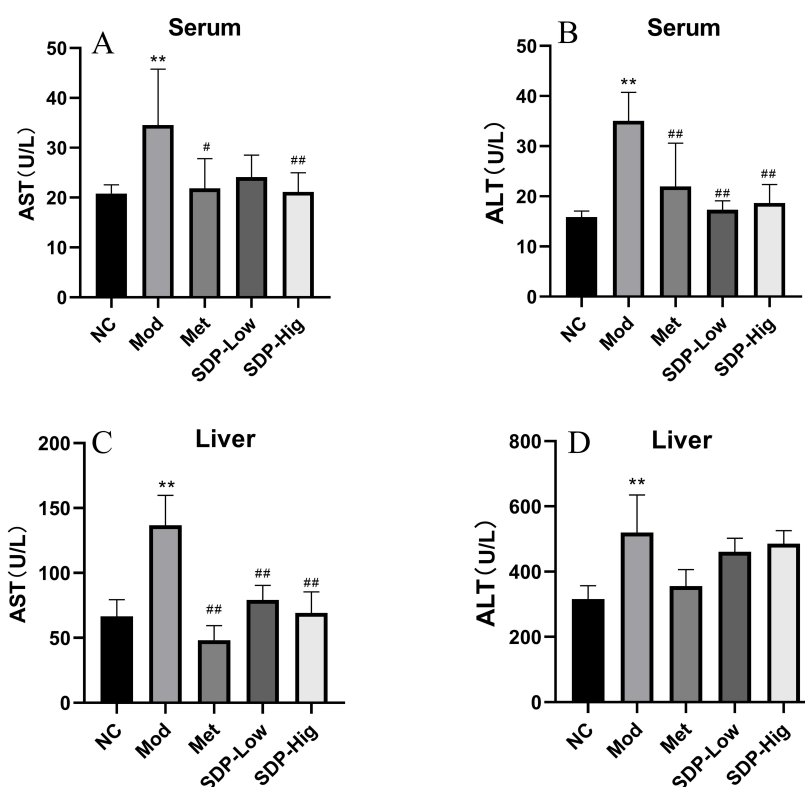 A
Serum
AST(U/L)
50
40
30
20
10
0
**
#
##
NC
Mod
Met
SDP-Low
SDP-Hig
B
Serum
ALT(U/L)
50
40
30
20
10
0
**
##
##
##
NC
Mod
Met
SDP-Low
SDP-Hig
C
Liver
AST(U/L)
200
150
100
50
0
**
##
##
##
NC
Mod
Met
SDP-Low
SDP-Hig
D
Liver
ALT(U/L)
800
600
400
200
0
**
NC
Mod
Met
SDP-Low
SDP-Hig